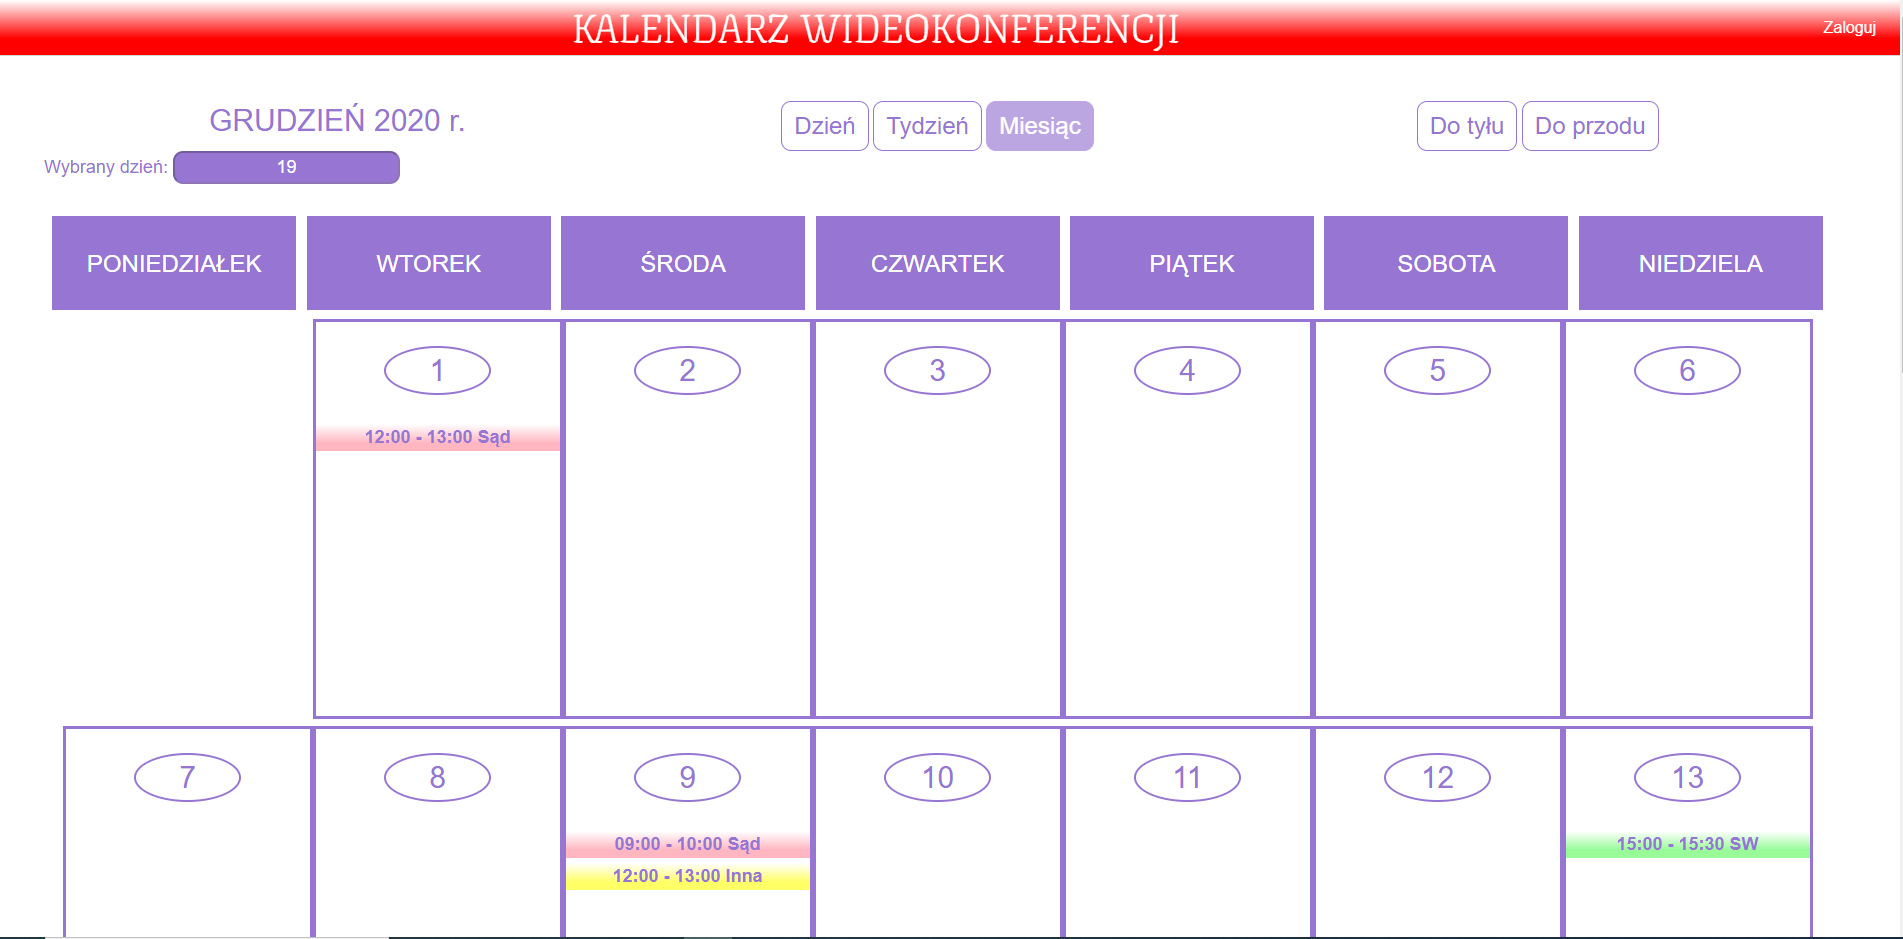 KALENDARZ WIDEOKONFERENCJI
Zaloguj
GRUDZIEŃ 2020 r.
Dzień Tydzień Miesiąc
Do tyłu Do przodu
Wybrany dzień: 19
PONIEDZIAŁEK WTOREK ŚRODA CZWARTEK PIĄTEK SOBOTA NIEDZIELA
1 2 3 4 5 6
12:00 - 13:00 Sąd
7 8 9 10 11 12 13
09:00 - 10:00 Sąd
15:00 - 15:30 SW
12:00 - 13:00 Inna